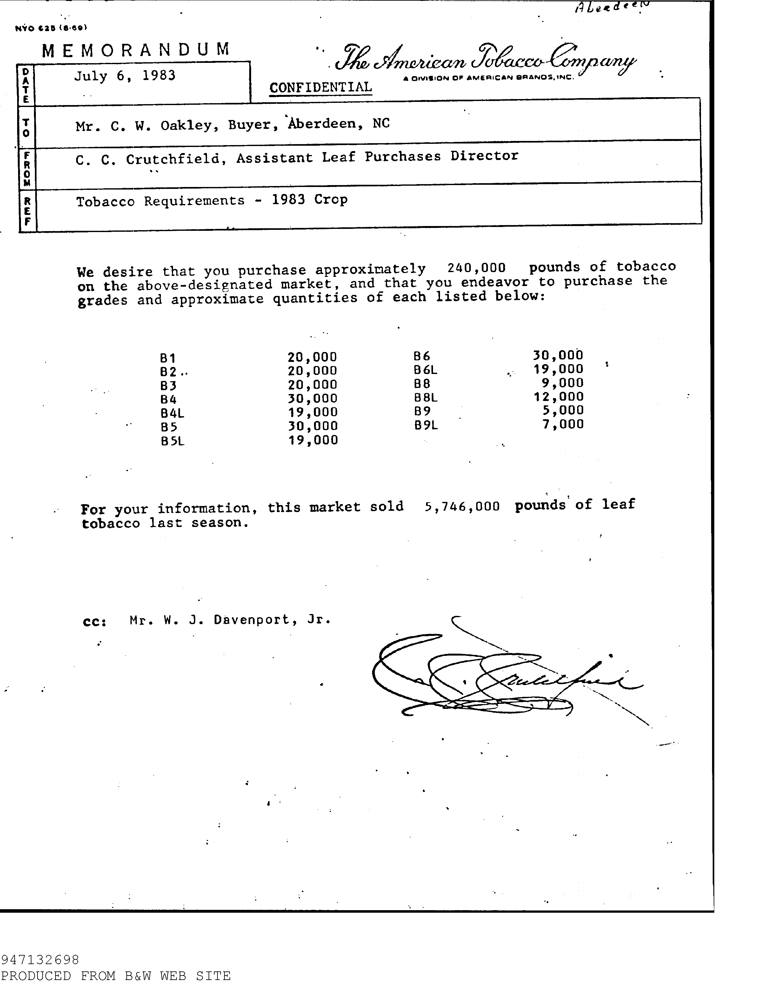 Aberdeen
NYO 625 (8-69)
MEMORANDUM
The American Tobacco Company
A DIVISION OF AMERICAN BRANDS, INC.
DATE
July 6, 1983
CONFIDENTIAL
TO
Mr. C. W. Oakley, Buyer, Aberdeen, NC
FROM
C. C. Crutchfield, Assistant Leaf Purchases Director
REF
Tobacco Requirements - 1983 Crop
We desire that you purchase approximately 240,000 pounds of tobacco
on the above-designated market, and that you endeavor to purchase the
grades and approximate quantities of each listed below:
B1 20,000 B6 30,000
B2 20,000 B6L 19,000
B3 20,000 B8 9,000
B4 30,000 B8L 12,000
B4L 19,000 B9 5,000
B5 30,000 B9L 7,000
B5L 19,000
For your information, this market sold 5,746,000 pounds of leaf
tobacco last season.
cc: Mr. W. J. Davenport, Jr.
C. C. Crutchfield
947132698
PRODUCED FROM B&W WEB SITE